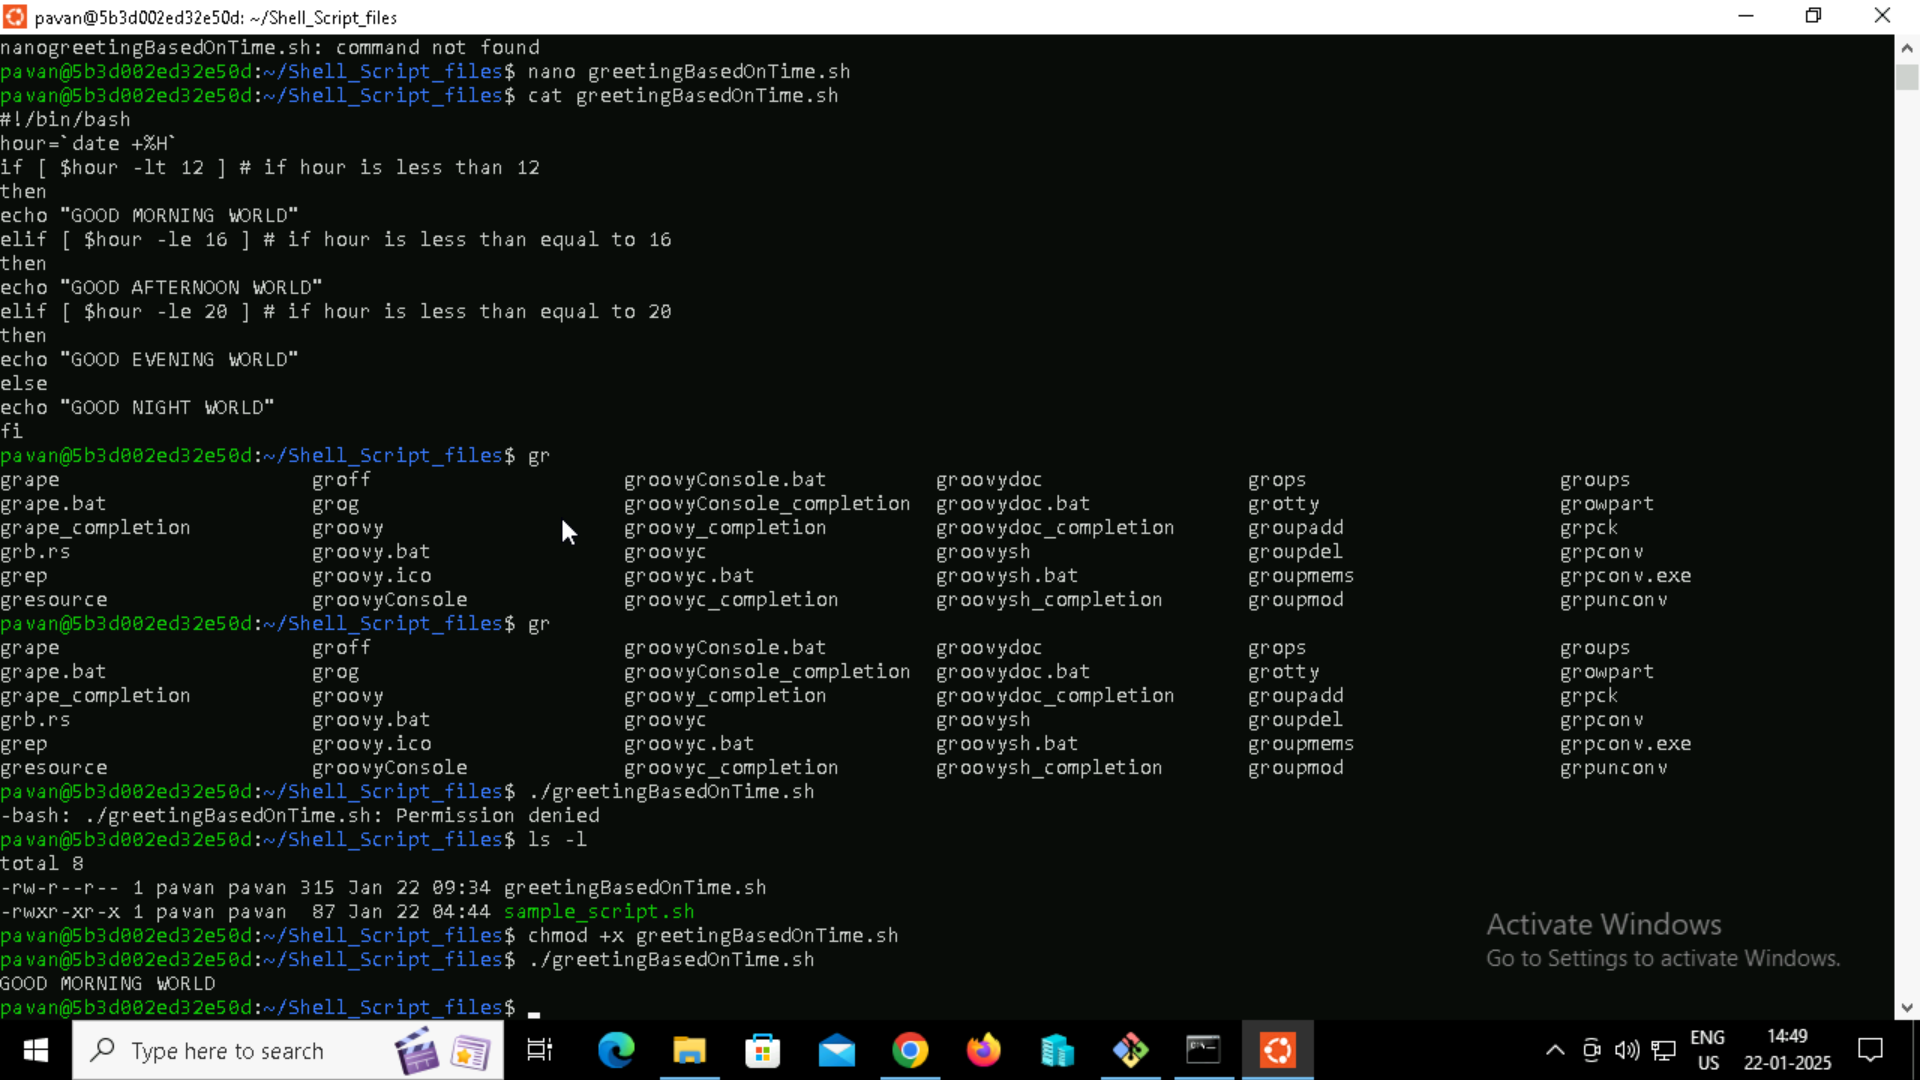 pavan@5b3d002ed32e50d: ~/Shell_Script_files
nanogreetingBasedOnTime.sh: command not found
pavan@5b3d002ed32e50d:~/Shell_Script_files$ nano greetingBasedOnTime.sh
pavan@5b3d002ed32e50d:~/Shell_Script_files$ cat greetingBasedOnTime.sh
#!/bin/bash
hour=`date +%H`
if [ $hour -lt 12 ] # if hour is less than 12
then
echo "GOOD MORNING WORLD"
elif [ $hour -le 16 ] # if hour is less than equal to 16
then
echo "GOOD AFTERNOON WORLD"
elif [ $hour -le 20 ] # if hour is less than equal to 20
then
echo "GOOD EVENING WORLD"
else
echo "GOOD NIGHT WORLD"
fi
pavan@5b3d002ed32e50d:~/Shell_Script_files$ gr
grape groff groovyConsole.bat groovydoc grops groups
grape.bat grog groovyConsole_completion groovydoc.bat grotty growpart
grape_completion groovy groovy_completion groovydoc_completion groupadd grpck
grb.rs groovy.bat groovyc groovysh groupdel grpconv
grep groovy.ico groovyc.bat groovysh.bat groupmems grpconv.exe
gresource groovyConsole groovyc_completion groovysh_completion groupmod grpunconv
pavan@5b3d002ed32e50d:~/Shell_Script_files$ gr
grape groff groovyConsole.bat groovydoc grops groups
grape.bat grog groovyConsole_completion groovydoc.bat grotty growpart
grape_completion groovy groovy_completion groovydoc_completion groupadd grpck
grb.rs groovy.bat groovyc groovysh groupdel grpconv
grep groovy.ico groovyc.bat groovysh.bat groupmems grpconv.exe
gresource groovyConsole groovyc_completion groovysh_completion groupmod grpunconv
pavan@5b3d002ed32e50d:~/Shell_Script_files$ ./greetingBasedOnTime.sh
-bash: ./greetingBasedOnTime.sh: Permission denied
pavan@5b3d002ed32e50d:~/Shell_Script_files$ ls -l
total 8
-rw-r--r-- 1 pavan pavan 315 Jan 22 09:34 greetingBasedOnTime.sh
-rwxr-xr-x 1 pavan pavan  87 Jan 22 04:44 sample_script.sh
pavan@5b3d002ed32e50d:~/Shell_Script_files$ chmod +x greetingBasedOnTime.sh
pavan@5b3d002ed32e50d:~/Shell_Script_files$ ./greetingBasedOnTime.sh
GOOD MORNING WORLD
pavan@5b3d002ed32e50d:~/Shell_Script_files$
Activate Windows
Go to Settings to activate Windows.
Type here to search
ENG
US
14:49
22-01-2025